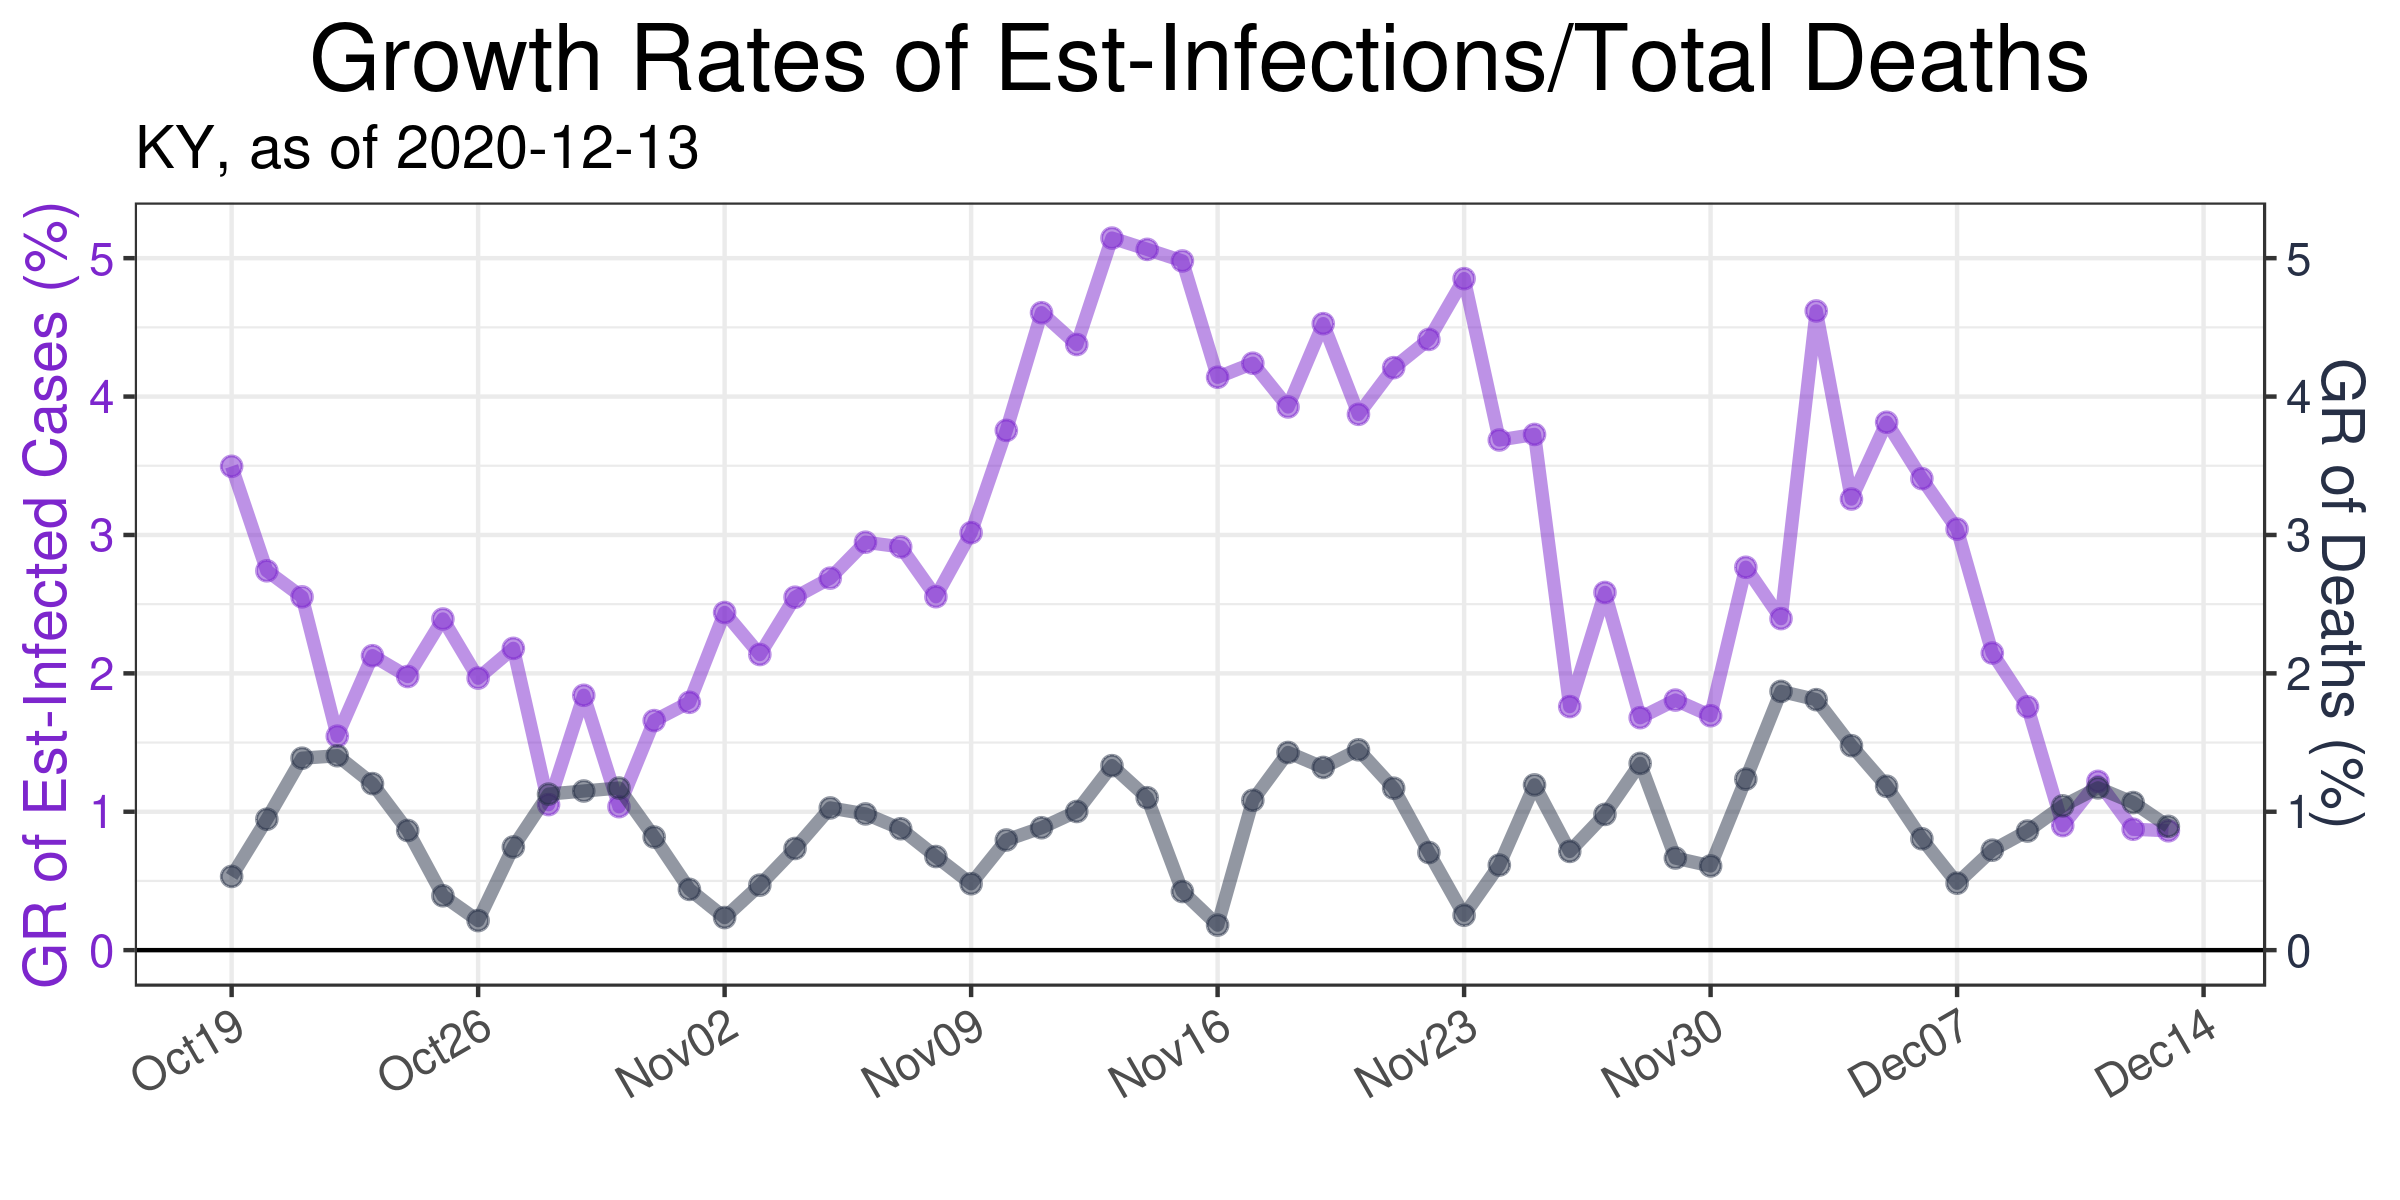 Growth Rates of Est-Infections/Total Deaths
KY, as of 2020-12-13
GR of Est-Infected Cases (%)
5
4
3
2
1
0
5
4
3
2
1
0
GR of Deaths (%)
Oct19
Oct26
Nov02
Nov09
Nov16
Nov23
Nov30
Dec07
Dec14